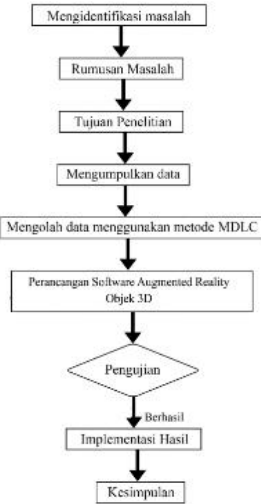 Mengidentifikasi masalah
Rumusan Masalah
Tujuan Penelitian
Mengumpulkan data
Mengolah data menggunakan metode MDLC
Perancangan Software Augmented Reality
Objek 3D
Pengujian
Berhasil
Implementasi Hasil
Kesimpulan